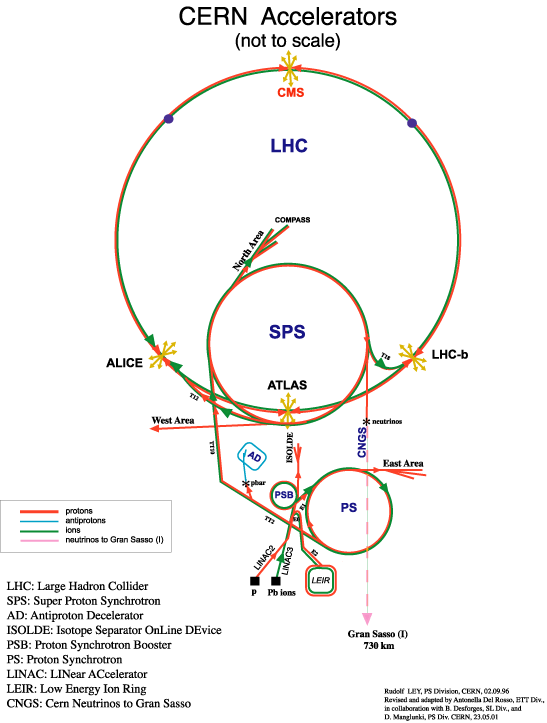 CERN Accelerators
(not to scale)
CMS
LHC
COMPASS
North Area
SPS
TI8
ALICE
LHC-b
ATLAS
TI2
West Area
neutrinos
CNGS
ISOLDE
TT10
AD
East Area
pbar
PSB
PS
TT2
E2
LINAC2
LINAC3
LEIR
p
Pb ions
protons
antiprotons
ions
neutrinos to Gran Sasso (I)
Gran Sasso (I)
730 km
LHC: Large Hadron Collider
SPS: Super Proton Synchrotron
AD: Antiproton Decelerator
ISOLDE: Isotope Separator OnLine DEvice
PSB: Proton Synchrotron Booster
PS: Proton Synchrotron
LINAC: LINear ACcelerator
LEIR: Low Energy Ion Ring
CNGS: Cern Neutrinos to Gran Sasso
Rudolf LEY, PS Division, CERN, 02.09.96
Revised and adapted by Antonella Del Rosso, ETT Div.,
in collaboration with B. Desforges, SL Div., and
D. Manglunki, PS Div. CERN, 23.05.01